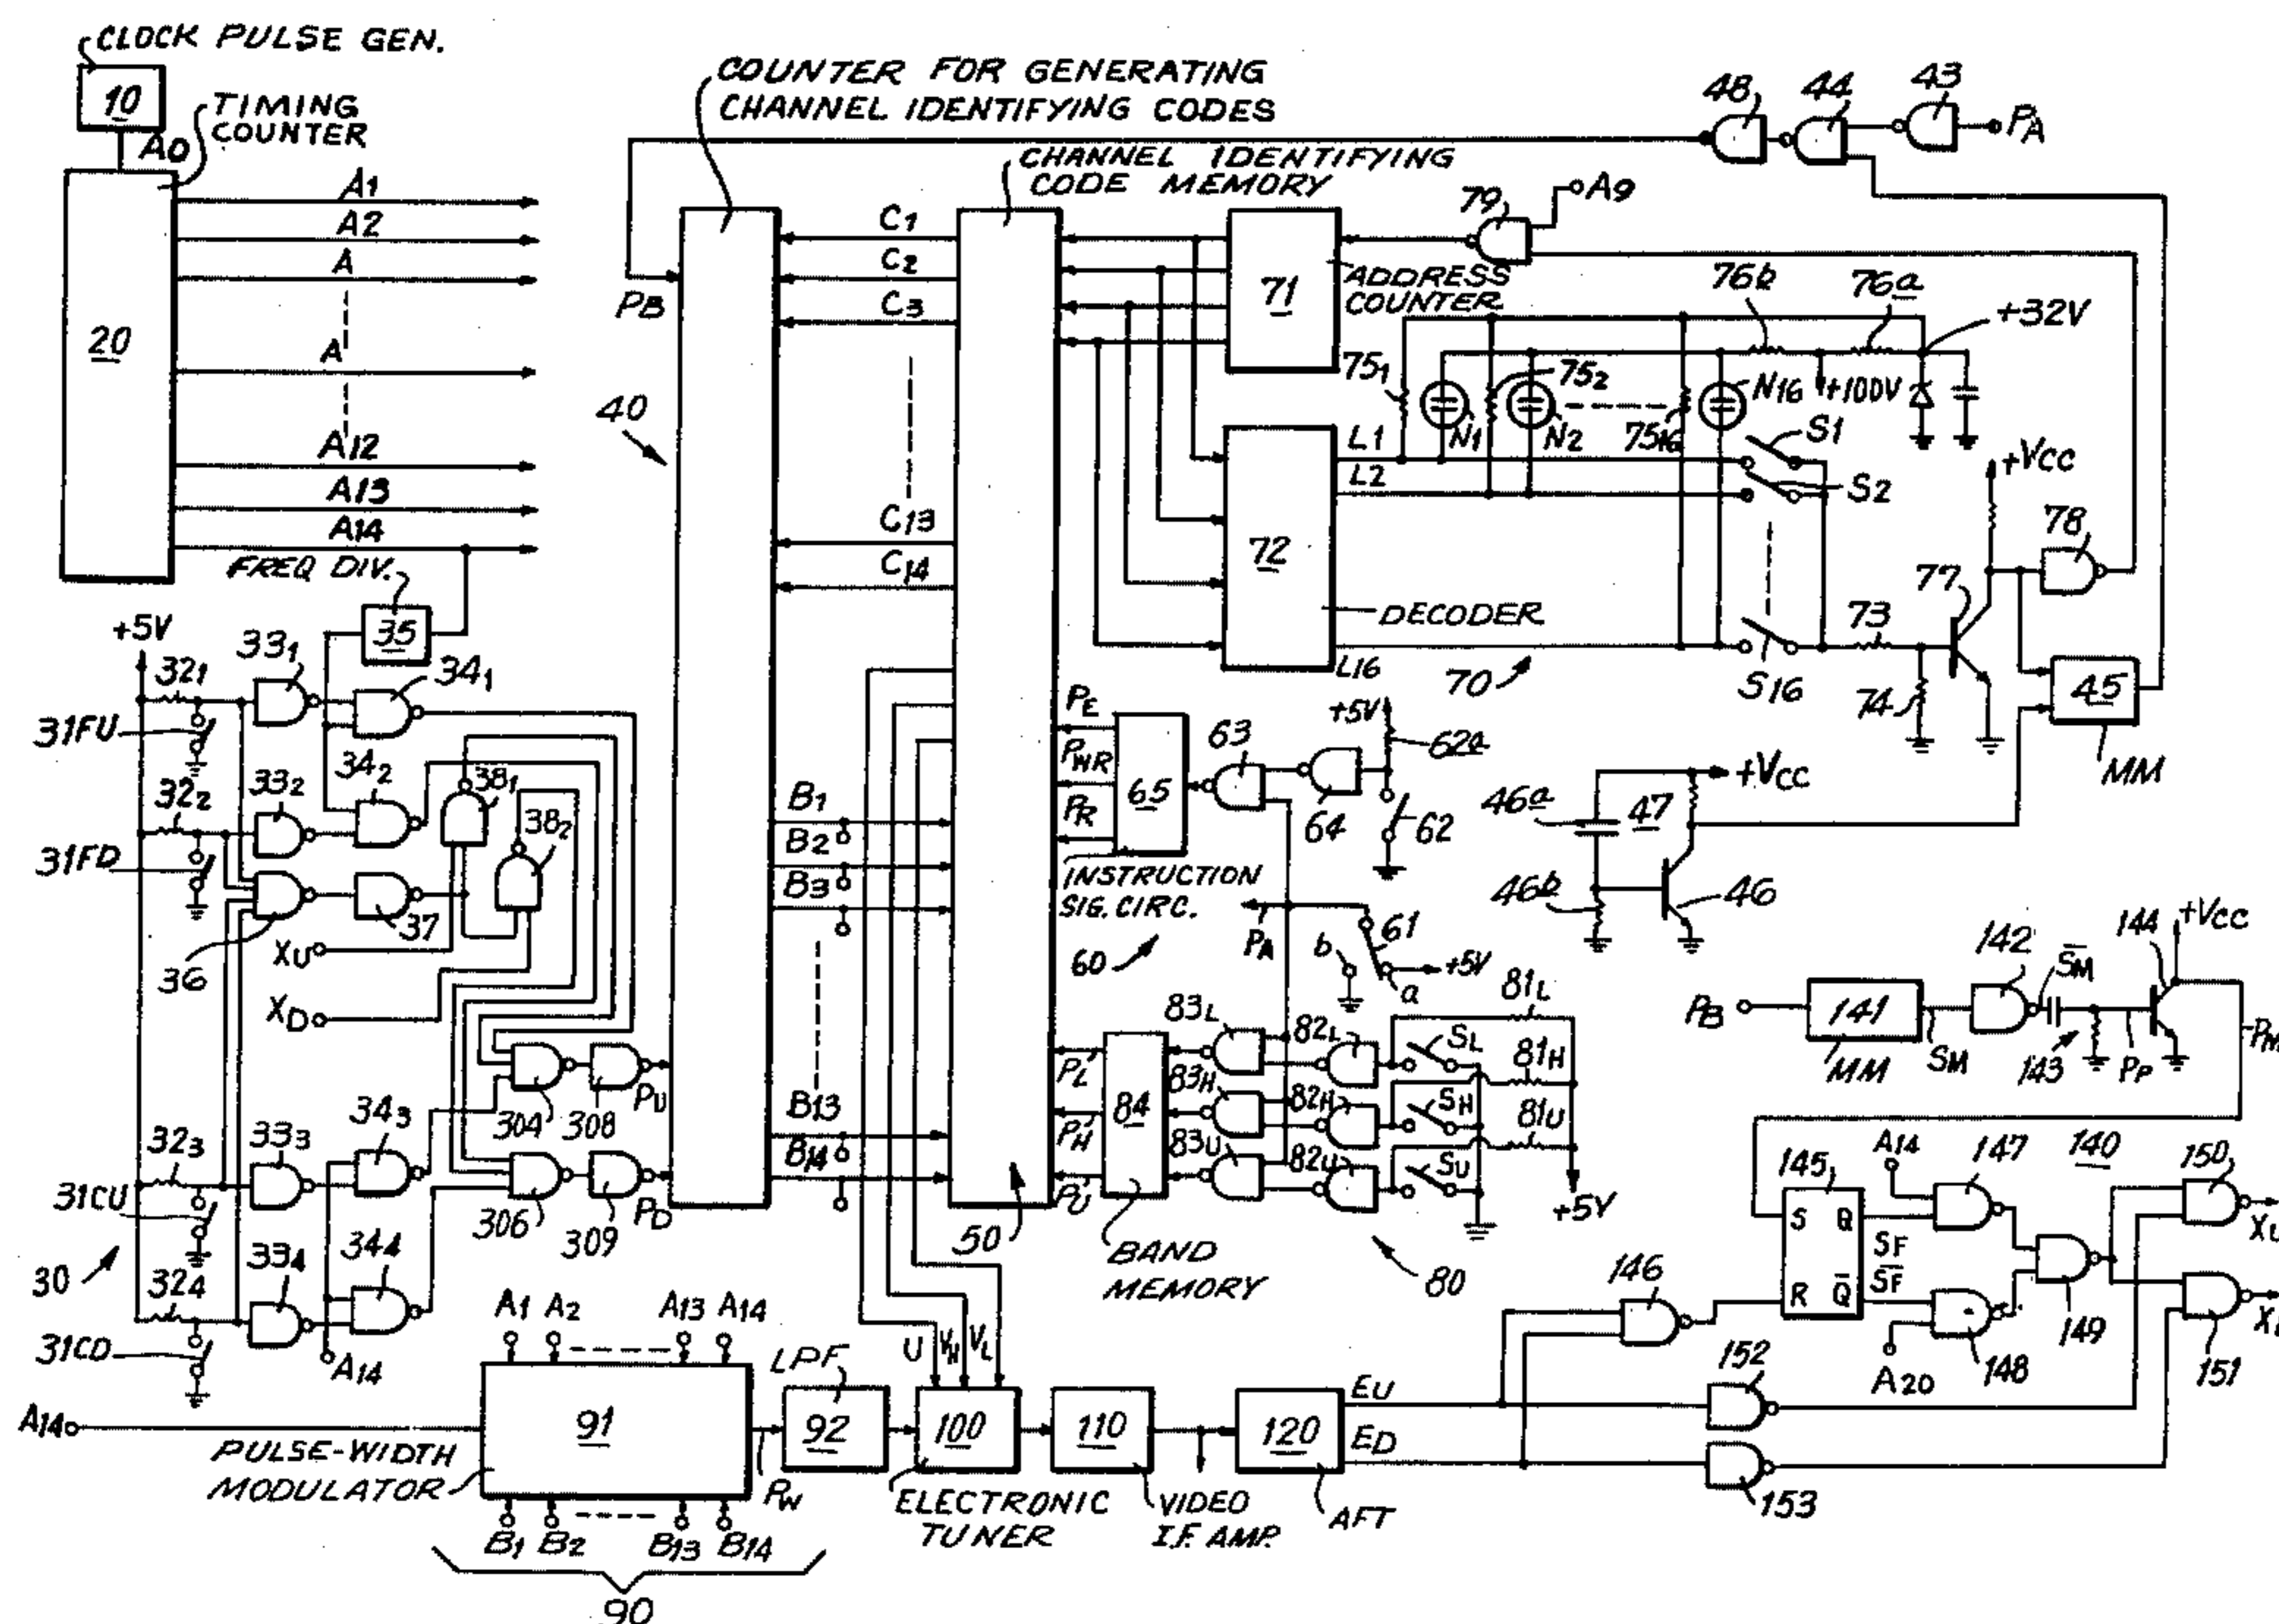 CLOCK PULSE GEN.
10
TIMING
COUNTER
A0
20
A1
A2
A
A
A12
A13
A14
FREQ DIV.
35
COUNTER FOR GENERATING
CHANNEL IDENTIFYING CODES
PB
40
CHANNEL IDENTIFYING
CODE MEMORY
C1
C2
C3
C13
C14
48
44
43
PA
79
A9
71
ADDRESS
COUNTER
76b
76a
+32V
751
N1
752
N2
7516
N16
+100V
72
DECODER
L1
L2
L16
S1
S2
S16
70
73
74
+VCC
77
78
45
MM
+5V
321
331
341
31FU
322
332
342
31FD
381
382
36
37
XU
XD
323
333
343
31CU
324
334
344
31CD
30
A14
304
308
PU
306
309
PD
B1
B2
B3
B13
B14
50
PE
PWR
PR
65
INSTRUCTION
SIG. CIRC.
63
64
+5V
62a
62
60
PA
61
b
a
+5V
46a
47
+VCC
46b
46
PL
PH
PU
84
BAND
MEMORY
83L
83H
83U
82L
82H
82U
SL
SH
SU
81L
81H
81U
+5V
80
PB
141
MM
SM
142
SM
143
PP
144
+VCC
PM
145
S
Q
R
Q
SF
SF
A14
147
140
150
XU
146
148
A20
149
151
152
153
A14
A1
A2
A13
A14
91
PULSE-WIDTH
MODULATOR
B1
B2
B13
B14
90
PW
LPF
92
U
VH
VL
100
ELECTRONIC
TUNER
110
VIDEO
I.F. AMP.
120
AFT
EU
ED